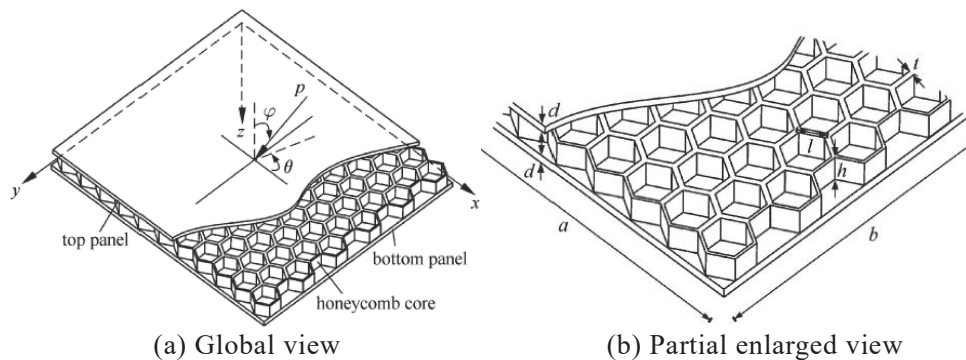 p
φ
z
θ
y
x
top panel
bottom panel
honeycomb core
(a) Global view
t
d
l
d
h
a
b
(b) Partial enlarged view